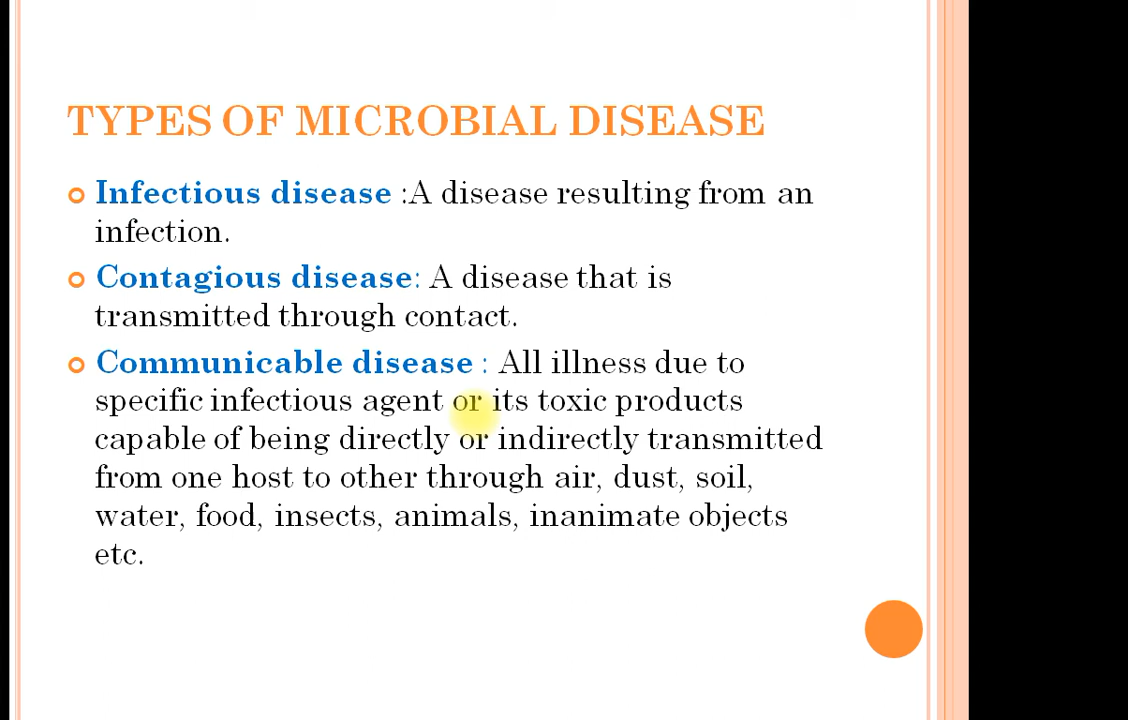 TYPES OF MICROBIAL DISEASE
Infectious disease :A disease resulting from an
infection.
Contagious disease: A disease that is
transmitted through contact.
Communicable disease : All illness due to
specific infectious agent or its toxic products
capable of being directly or indirectly transmitted
from one host to other through air, dust, soil,
water, food, insects, animals, inanimate objects
etc.